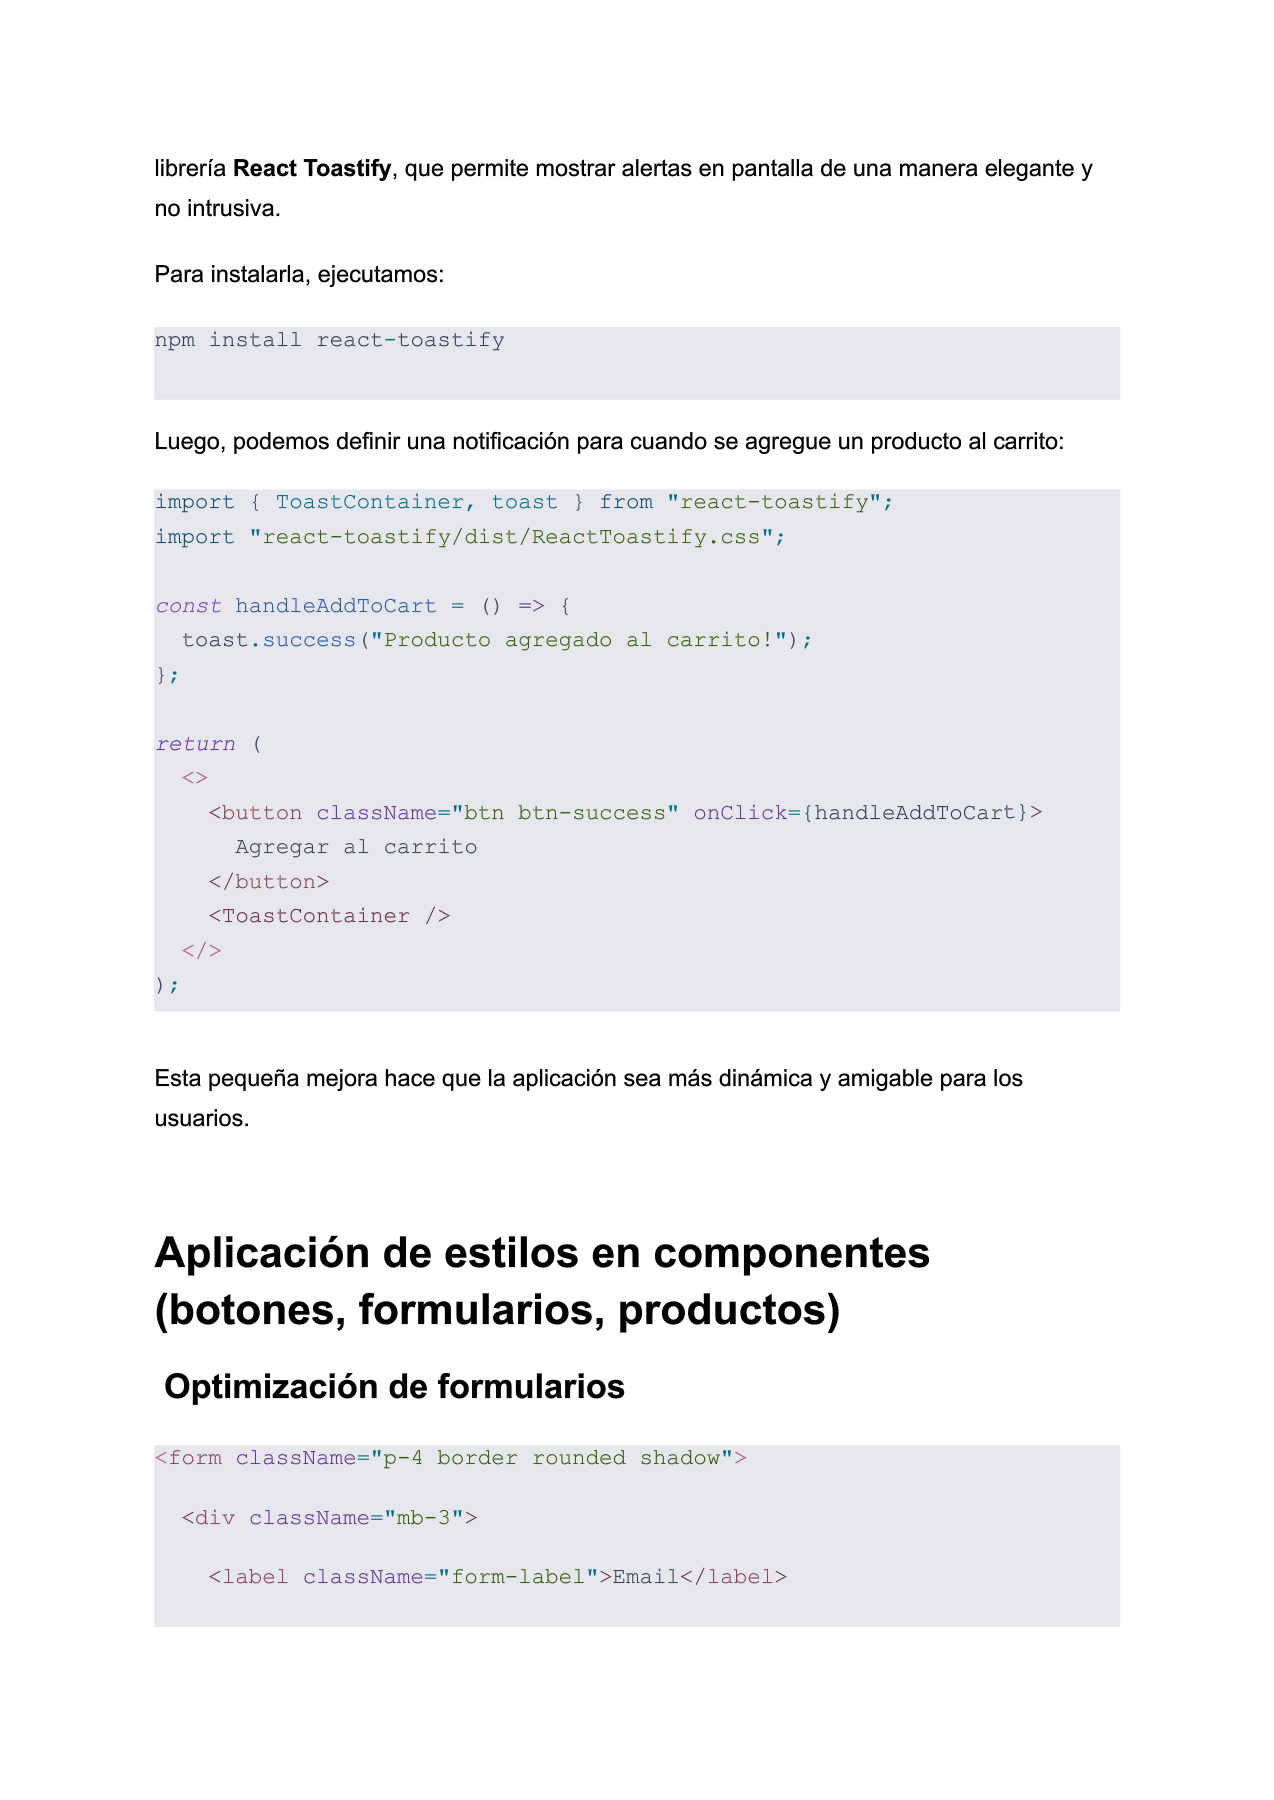 librería React Toastify, que permite mostrar alertas en pantalla de una manera elegante y
no intrusiva.
Para instalarla, ejecutamos:
npm install react-toastify
Luego, podemos definir una notificación para cuando se agregue un producto al carrito:
import { ToastContainer, toast } from "react-toastify";
import "react-toastify/dist/ReactToastify.css";
const handleAddToCart = () => {
  toast.success("Producto agregado al carrito!");
};
return (
  <>
    <button className="btn btn-success" onClick={handleAddToCart}>
      Agregar al carrito
    </button>
    <ToastContainer />
  </>
);
Esta pequeña mejora hace que la aplicación sea más dinámica y amigable para los
usuarios.
Aplicación de estilos en componentes
(botones, formularios, productos)
Optimización de formularios
<form className="p-4 border rounded shadow">
  <div className="mb-3">
    <label className="form-label">Email</label>